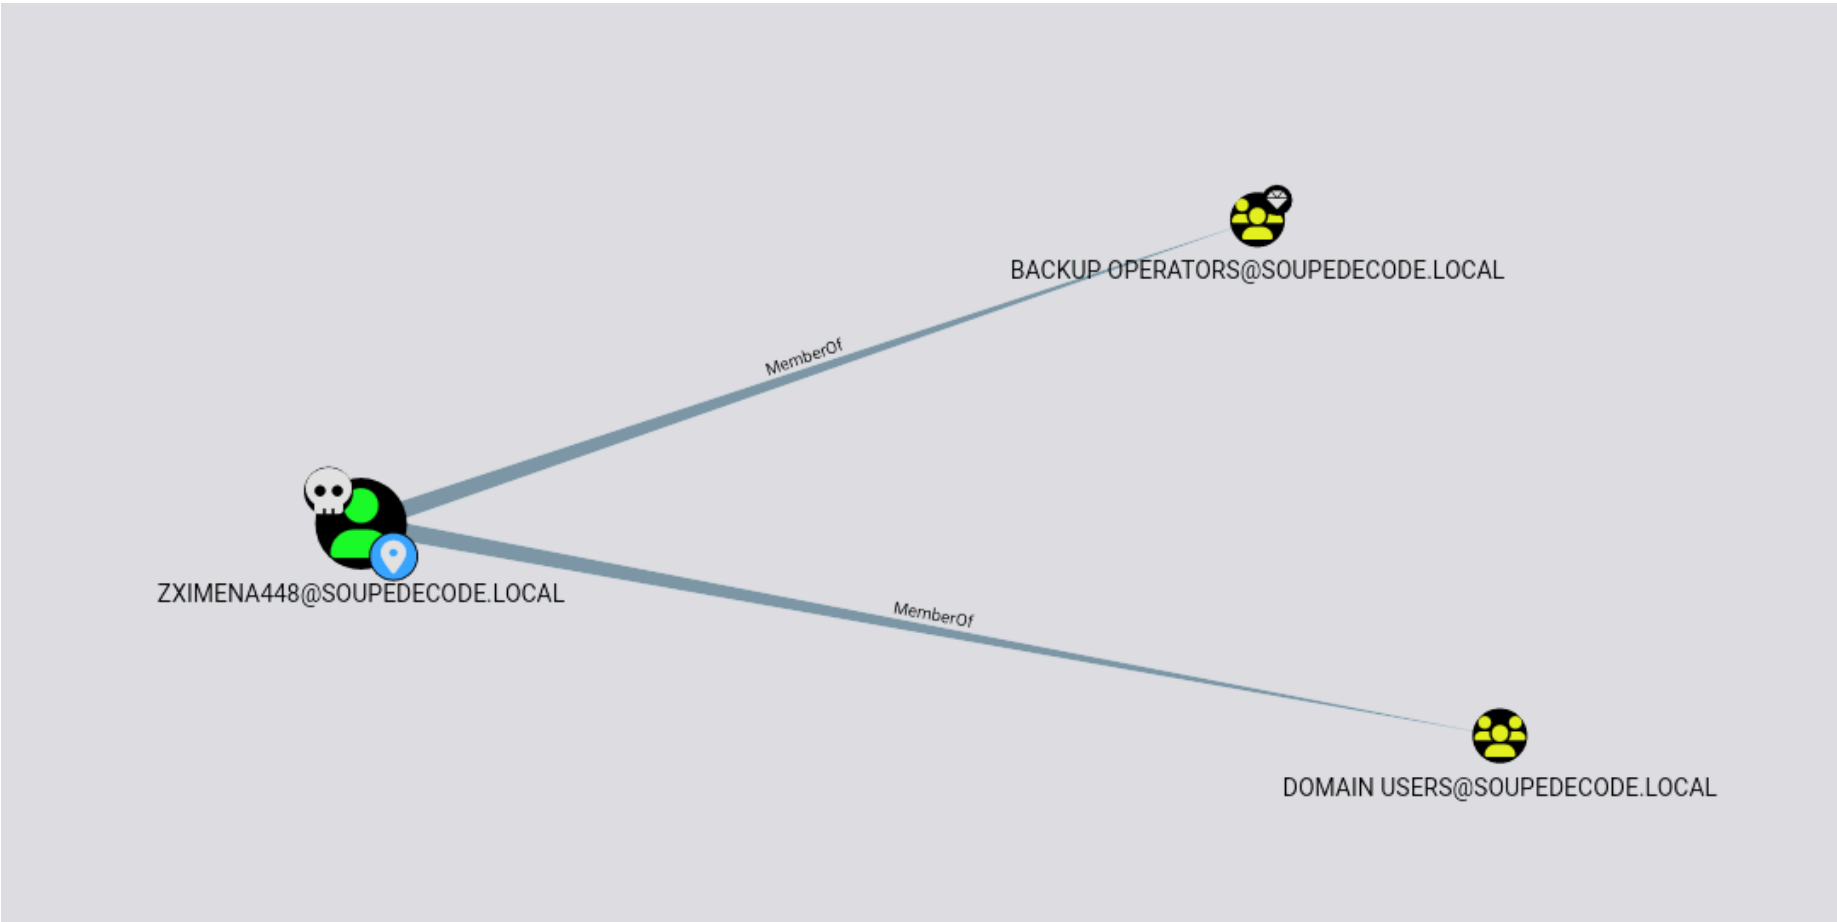 BACKUP OPERATORS@SOUPEDECODE.LOCAL
MemberOf
ZXIMENA448@SOUPEDECODE.LOCAL
MemberOf
DOMAIN USERS@SOUPEDECODE.LOCAL